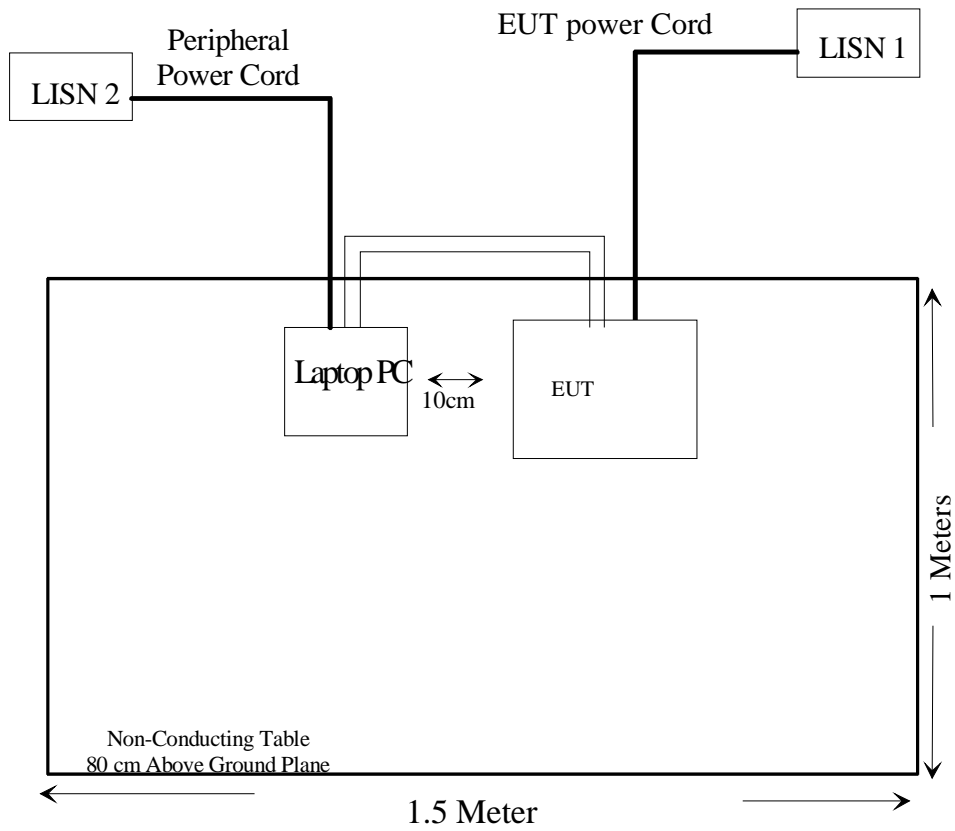 EUT power Cord
LISN 1
Peripheral
Power Cord
LISN 2
Laptop PC
10cm
EUT
1 Meters
Non-Conducting Table
80 cm Above Ground Plane
1.5 Meter